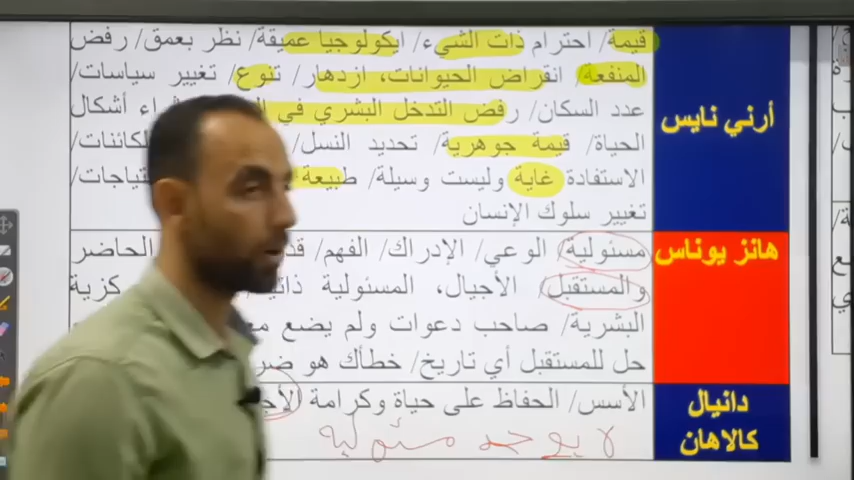 أرني نايس
قيمة/ احترام ذات الشيء/ ايكولوجيا عميقة/ نظر بعمق/ رفض
المنفعة/ انقراض الحيوانات، ازدهار/ تنوع/ تغيير سياسات/
عدد السكان/ رفض التدخل البشري في أشكال
الحياة/ قيمة جوهرية/ تحديد النسل/ الكائنات/
الاستفادة غاية وليست وسيلة/ طبيعة
تغيير سلوك الإنسان
هانز يوناس
مسئولية/ الوعي/ الإدراك/ الفهم/ الحاضر
والمستقبل/ الأجيال، المسئولية
البشرية/ صاحب دعوات ولم يضع
حل للمستقبل أي تاريخ/ خطأك هو
دانيال
كالاهان
الأسس/ الحفاظ على حياة وكرامة
لا يوجد مسئولية